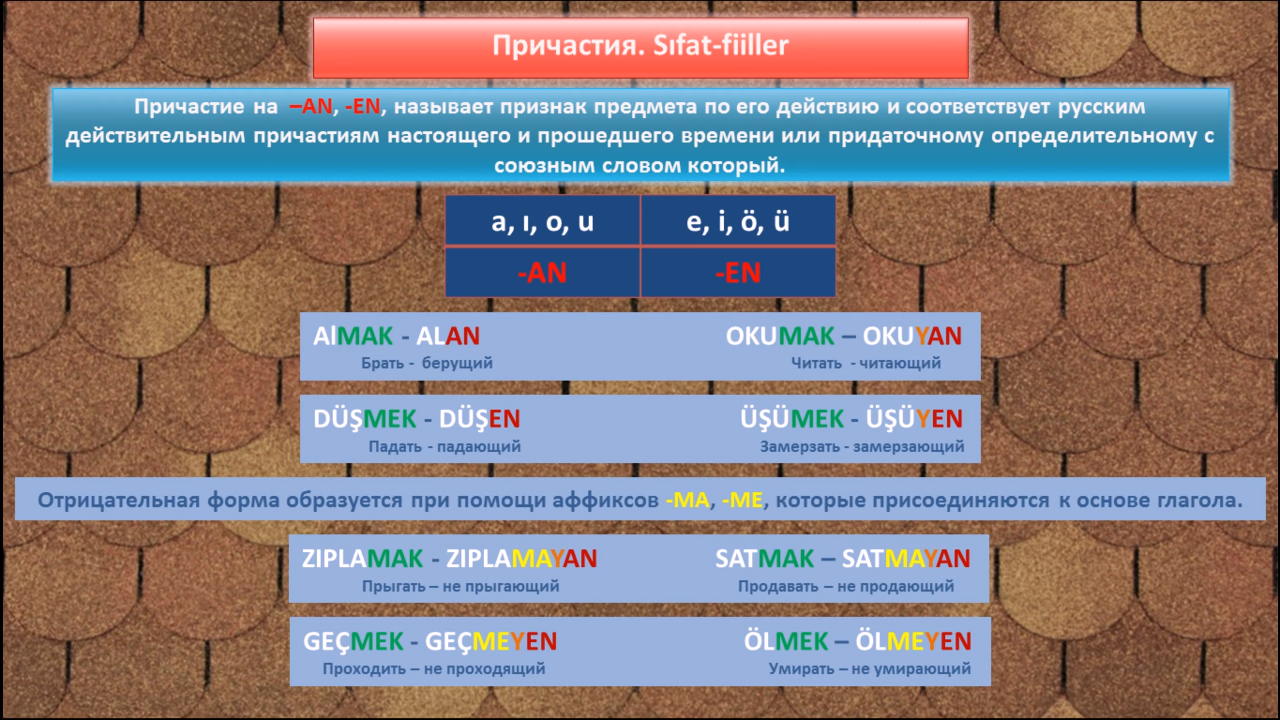 Причастия. Sıfat-fiiller
Причастие на –AN, -EN, называет признак предмета по его действию и соответствует русским
действительным причастиям настоящего и прошедшего времени или придаточному определительному с
союзным словом который.
a, ı, o, u e, i, ö, ü
-AN -EN
AlMAK - ALAN OKUMAK – OKUYAN
Брать - берущий Читать - читающий
DÜŞMEK - DÜŞEN ÜŞÜMEK - ÜŞÜYEN
Падать - падающий Замерзать - замерзающий
Отрицательная форма образуется при помощи аффиксов -MA, -ME, которые присоединяются к основе глагола.
ZIPLAMAK - ZIPLAMAYAN SATMAK – SATMAYAN
Прыгать – не прыгающий Продавать – не продающий
GEÇMEK - GEÇMEYEN ÖLMEK – ÖLMEYEN
Проходить – не проходящий Умирать – не умирающий